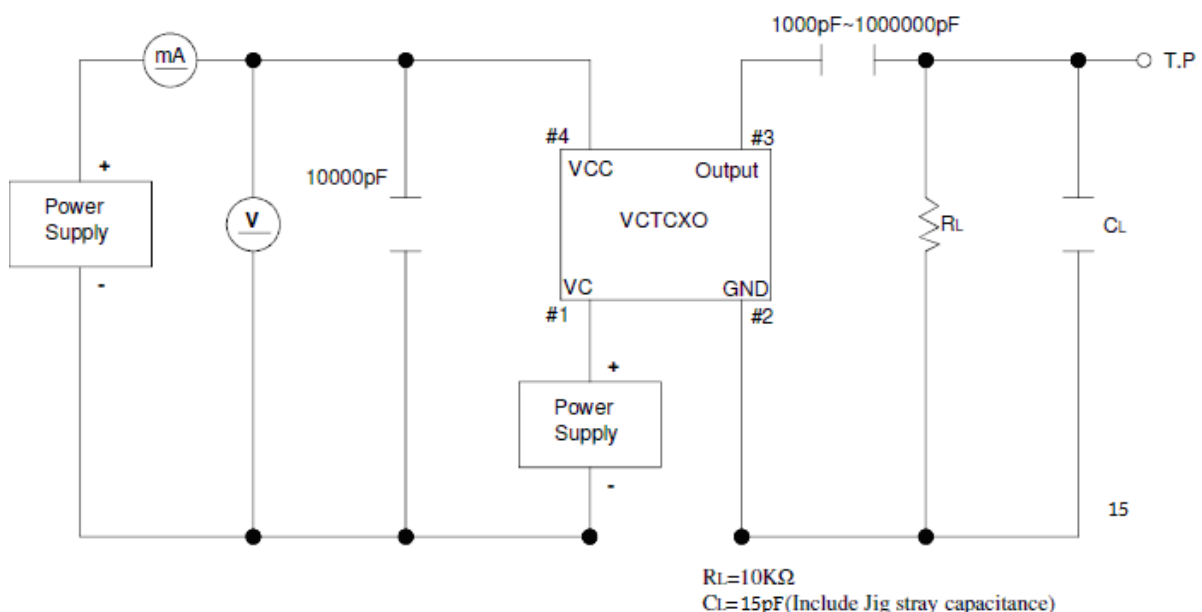 1000pF~1000000pF
mA
T.P
#4
#3
+
VCC
Output
10000pF
Power
Supply
V
VCTCXO
RL
CL
-
VC
GND
#1
#2
+
Power
Supply
-
15
RL=10KΩ
CL=15pF(Include Jig stray capacitance)